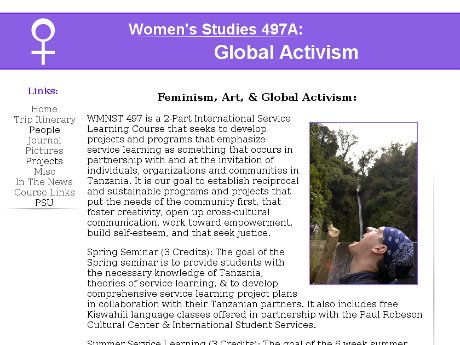 Women's Studies 497A:
Global Activism
Links:
Home
Trip Itinerary
People
Journal
Pictures
Projects
Misc
In The News
Course Links
PSU
Feminism, Art, & Global Activism:
WMNST 497 is a 2-Part International Service
Learning Course that seeks to develop
projects and programs that emphasize
service learning as something that occurs in
partnership with and at the invitation of
individuals, organizations and communities in
Tanzania. It is our goal to establish reciprocal
and sustainable programs and projects that
put the needs of the community first, that
foster creativity, open up cross-cultural
communication, work toward empowerment,
build self-esteem, and that seek justice.
Spring Seminar (3 Credits): The goal of the
Spring seminar is to provide students with
the necessary knowledge of Tanzania,
theories of service learning, & to develop
comprehensive service learning project plans
in collaboration with their Tanzanian partners. It also includes free
Kiswahili language classes offered in partnership with the Paul Robeson
Cultural Center & International Student Services.
Summer Service Learning (3 Credits): The goal of the 6 week summer